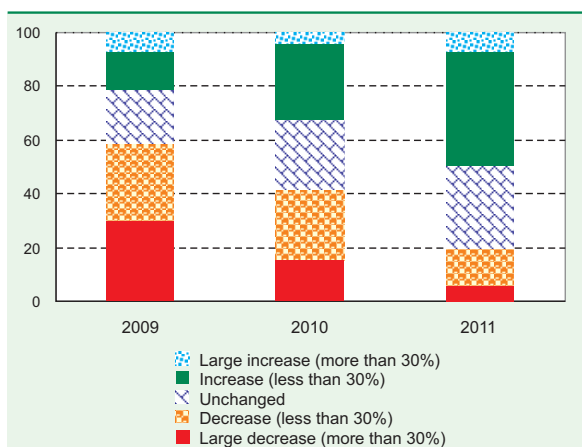 100
80
60
40
20
0
2009 2010 2011
Large increase (more than 30%)
Increase (less than 30%)
Unchanged
Decrease (less than 30%)
Large decrease (more than 30%)